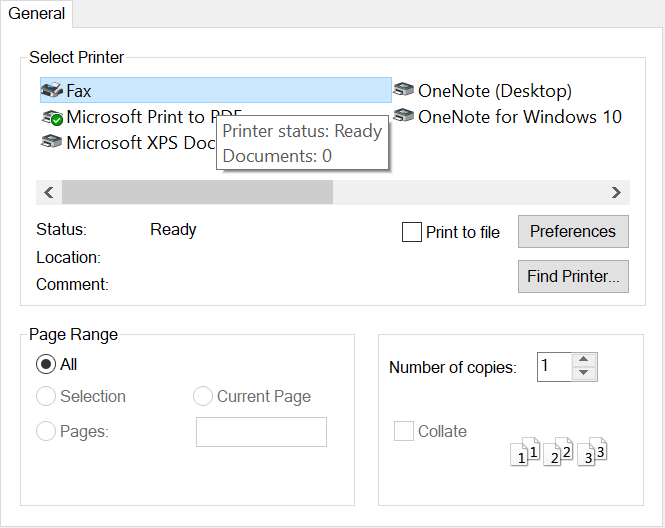 General
Select Printer
Fax
OneNote (Desktop)
Microsoft Print to PDF
OneNote for Windows 10
Microsoft XPS Doc
Printer status: Ready
Documents: 0
Status: Ready
Print to file
Preferences
Location:
Find Printer...
Comment:
Page Range
All
Selection
Current Page
Pages:
Number of copies: 1
Collate
1 1 2 2 3 3